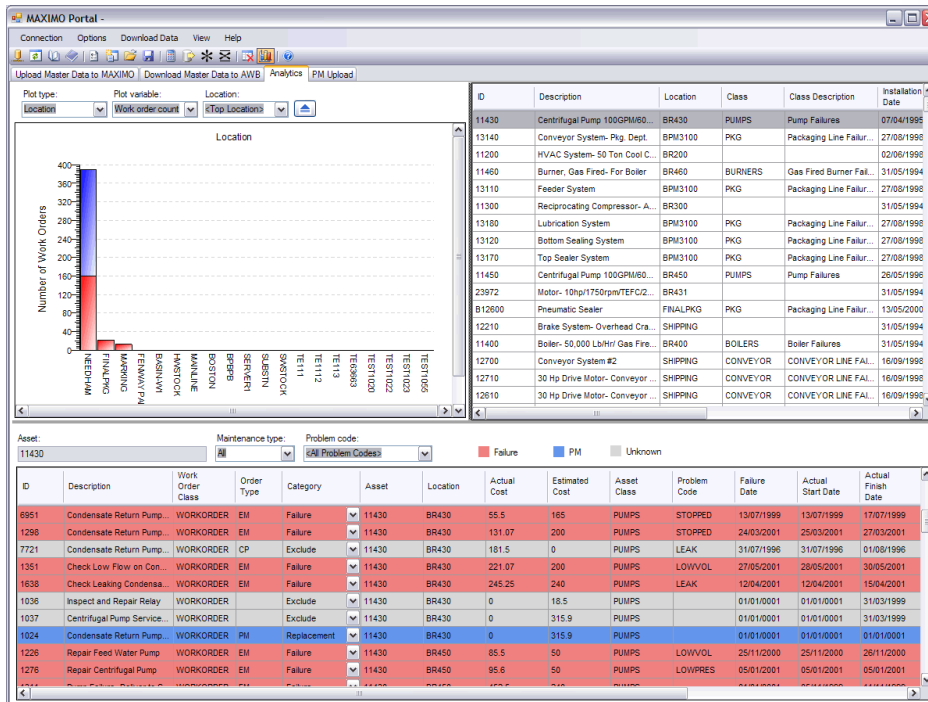 MAXIMO Portal -
Connection Options Download Data View Help
Upload Master Data to MAXIMO Download Master Data to AWB Analytics PM Upload
Plot type: Plot variable: Location:
Location Work order count <Top Location>
Location
Number of Work Orders
400
360
320
280
240
200
160
120
80
40
0
NEEDHAM FINALPKG MARKING FENWAY PA BASIN-W1 HWSTOCK MAINLINE BOSTON BPBPB SERVER1 SUBSTN SWSTOCK TE111 TE112 TE113 TE63663 TEST1020 TEST1022 TEST1023 TEST1055
ID Description Location Class Class Description Installation Date
11430 Centrifugal Pump 100GPM/60... BR430 PUMPS Pump Failures 07/04/1995
13140 Conveyor System- Pkg. Dept. BPM3100 PKG Packaging Line Failur... 27/08/1998
11200 HVAC System- 50 Ton Cool C... BR200 02/06/1998
11460 Burner, Gas Fired- For Boiler BR460 BURNERS Gas Fired Burner Fail... 31/05/1994
13110 Feeder System BPM3100 PKG Packaging Line Failur... 27/08/1998
11300 Reciprocating Compressor- A... BR300 31/05/1994
13180 Lubrication System BPM3100 PKG Packaging Line Failur... 27/08/1998
13120 Bottom Sealing System BPM3100 PKG Packaging Line Failur... 27/08/1998
13170 Top Sealer System BPM3100 PKG Packaging Line Failur... 27/08/1998
11450 Centrifugal Pump 100GPM/60... BR450 PUMPS Pump Failures 26/05/1996
23972 Motor- 10hp/1750rpm/TEFC/2... BR431 31/05/1994
B12600 Pneumatic Sealer FINALPKG PKG Packaging Line Failur... 13/05/2000
12210 Brake System- Overhead Cra... SHIPPING 31/05/1994
11400 Boiler- 50,000 Lb/Hr/ Gas Fire... BR400 BOILERS Boiler Failures 31/05/1994
12700 Conveyor System #2 SHIPPING CONVEYOR CONVEYOR LINE FAI... 16/09/1998
12710 30 Hp Drive Motor- Conveyor ... SHIPPING CONVEYOR CONVEYOR LINE FAI... 16/09/1998
12610 30 Hp Drive Motor- Conveyor ... SHIPPING CONVEYOR CONVEYOR LINE FAI... 16/09/1999
Asset: Maintenance type: Problem code:
11430 All <All Problem Codes> Failure PM Unknown
ID Description Work Order Class Order Type Category Asset Location Actual Cost Estimated Cost Asset Class Problem Code Failure Date Actual Start Date Actual Finish Date
6951 Condensate Return Pump... WORKORDER EM Failure 11430 BR430 55.5 165 PUMPS STOPPED 13/07/1999 13/07/1999 17/07/1999
1298 Condensate Return Pump... WORKORDER EM Failure 11430 BR430 131.07 200 PUMPS STOPPED 24/03/2001 25/03/2001 27/03/2001
7721 Condensate Return Pump... WORKORDER CP Exclude 11430 BR430 181.5 0 PUMPS LEAK 31/07/1996 31/07/1996 01/08/1996
1351 Check Low Flow on Con... WORKORDER EM Failure 11430 BR430 221.07 200 PUMPS LOWVOL 27/05/2001 28/05/2001 30/05/2001
1638 Check Leaking Condensa... WORKORDER EM Failure 11430 BR430 245.25 240 PUMPS LEAK 12/04/2001 12/04/2001 15/04/2001
1036 Inspect and Repair Relay WORKORDER Exclude 11430 BR430 0 18.5 PUMPS 01/01/0001 01/01/0001 31/03/1999
1037 Centrifugal Pump Service... WORKORDER Exclude 11430 BR430 0 315.9 PUMPS 01/01/0001 01/01/0001 31/03/1999
1024 Condensate Return Pump... WORKORDER PM Replacement 11430 BR430 0 315.9 PUMPS 01/01/0001 01/01/0001 01/01/0001
1226 Repair Feed Water Pump WORKORDER EM Failure 11430 BR450 85.5 50 PUMPS LOWVOL 25/11/2000 25/11/2000 26/11/2000
1276 Repair Centrifugal Pump WORKORDER EM Failure 11430 BR450 95.6 50 PUMPS LOWPRES 05/01/2001 05/01/2001 05/01/2001